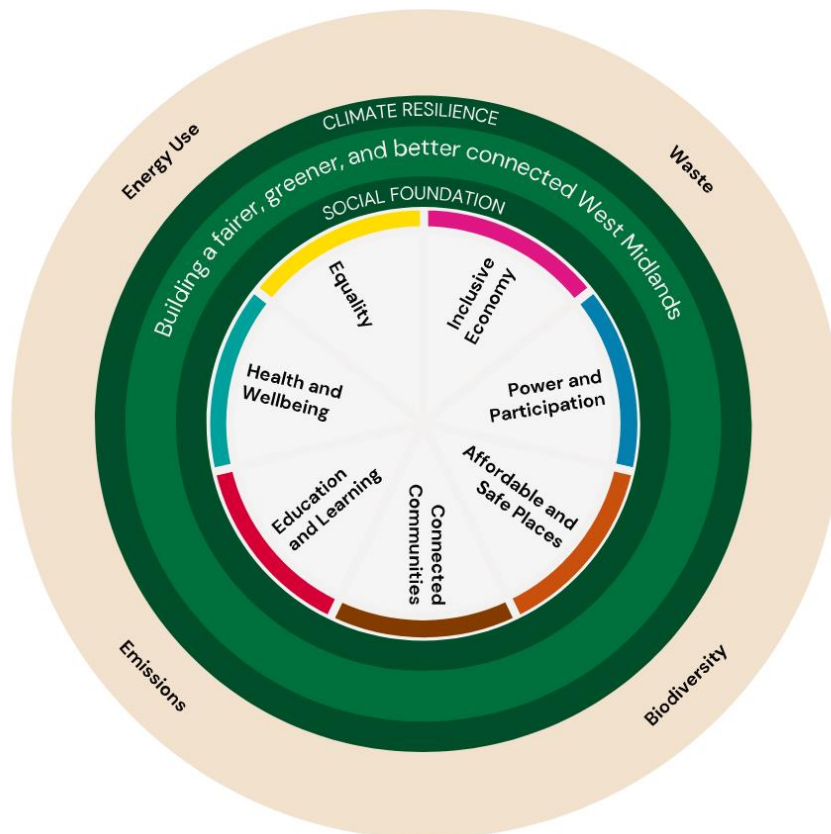 Energy Use
Waste
CLIMATE RESILIENCE
Building a fairer, greener, and better connected West Midlands
SOCIAL FOUNDATION
Equality
Inclusive
Economy
Health and
Wellbeing
Power and
Participation
Education
and Learning
Connected
Communities
Affordable and
Safe Places
Emissions
Biodiversity